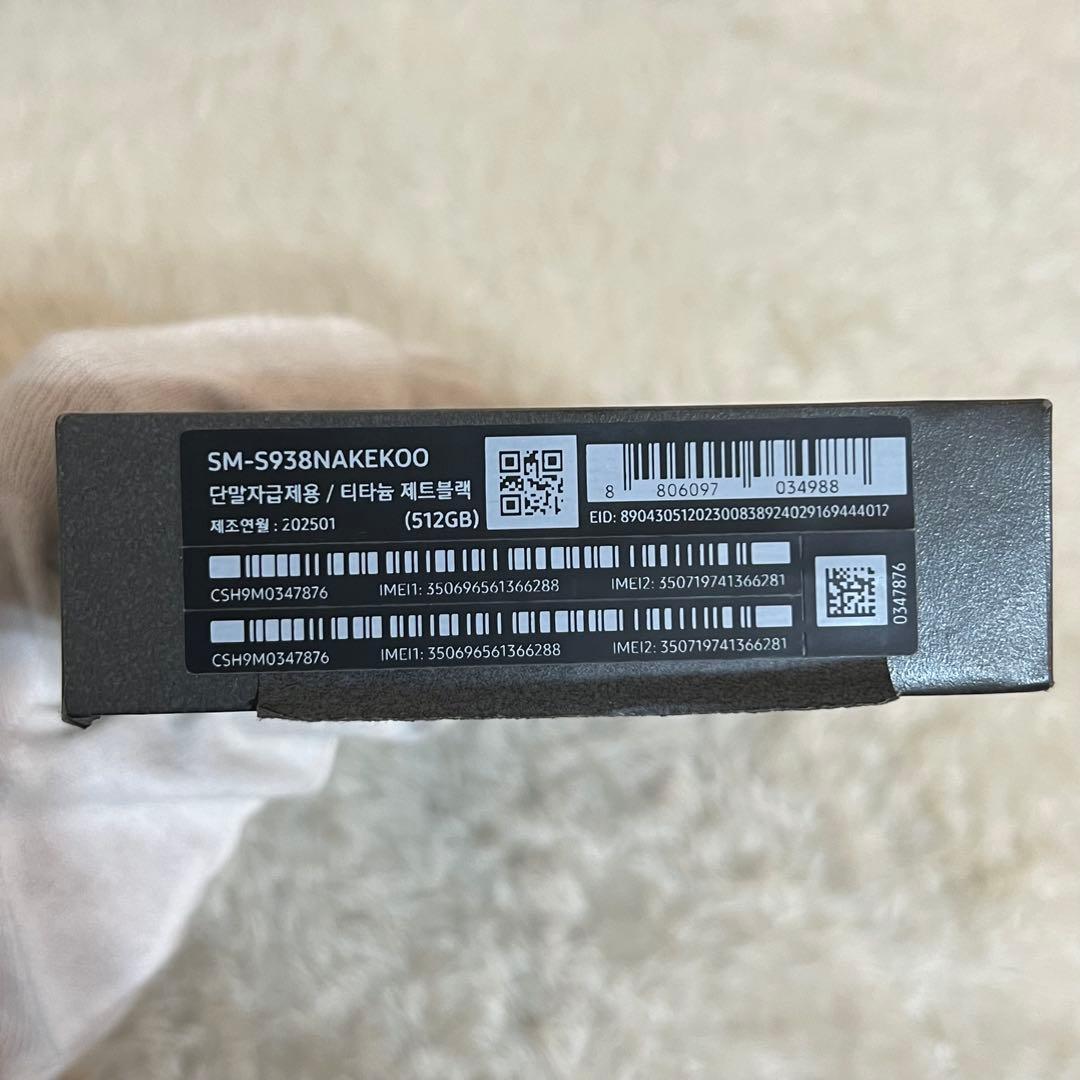 SM-S938NAKEKOO
단말자급제용 / 티타늄 제트블랙
제조연월 : 202501 (512GB)
8 806097 034988
EID: 89043051202300838924029169444012
CSH9M0347876 IMEI1: 350696561366288 IMEI2: 350719741366281
CSH9M0347876 IMEI1: 350696561366288 IMEI2: 350719741366281
0347876